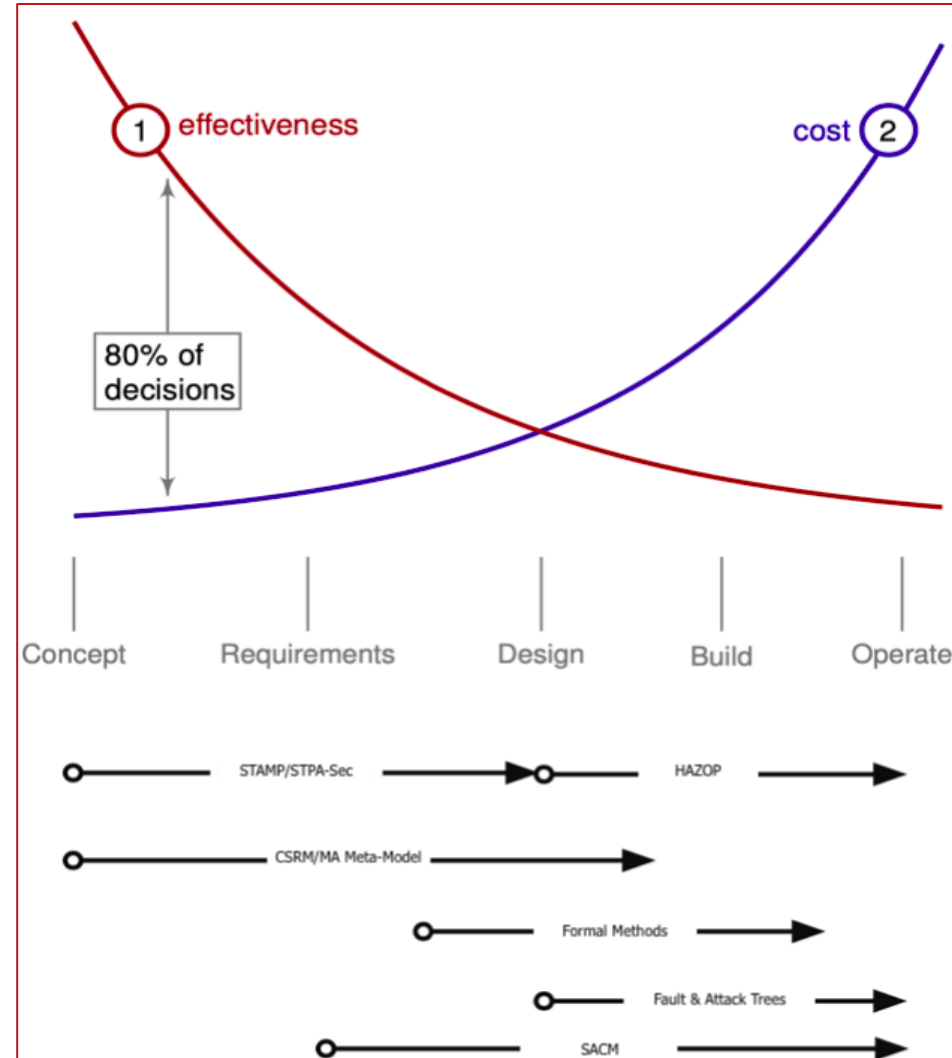 1 effectiveness
cost 2
80% of
decisions
Concept Requirements Design Build Operate
STAMP/STPA-Sec HAZOP
CSRM/MA Meta-Model
Formal Methods
Fault & Attack Trees
SACM